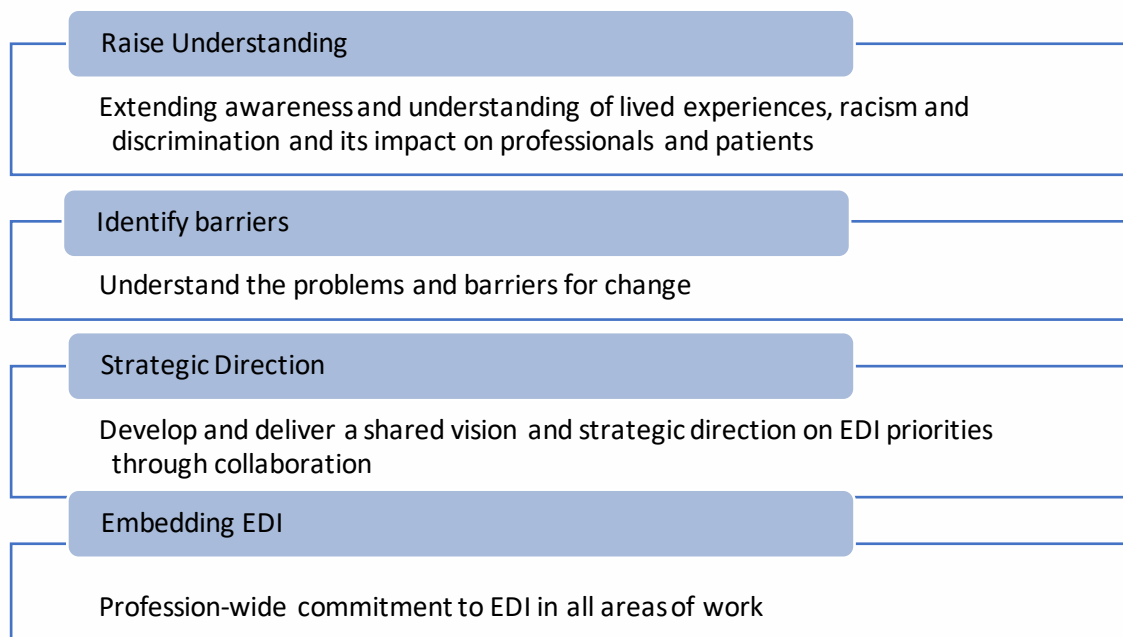 Raise Understanding
Extending awareness and understanding of lived experiences, racism and
discrimination and its impact on professionals and patients
Identify barriers
Understand the problems and barriers for change
Strategic Direction
Develop and deliver a shared vision and strategic direction on EDI priorities
through collaboration
Embedding EDI
Profession-wide commitment to EDI in all areas of work